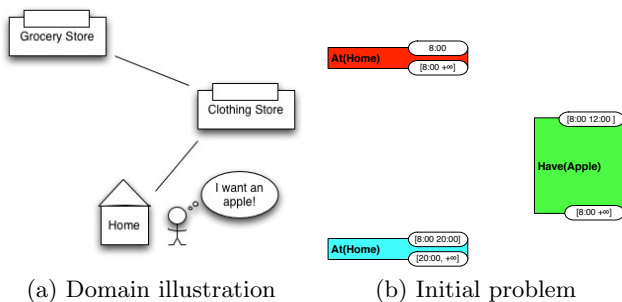 Grocery Store
Clothing Store
Home
I want an
apple!
(a) Domain illustration
At(Home)
8:00
[8:00 +∞]
Have(Apple)
[8:00 12:00 ]
[8:00 +∞]
At(Home)
[8:00 20:00]
[20:00, +∞]
(b) Initial problem